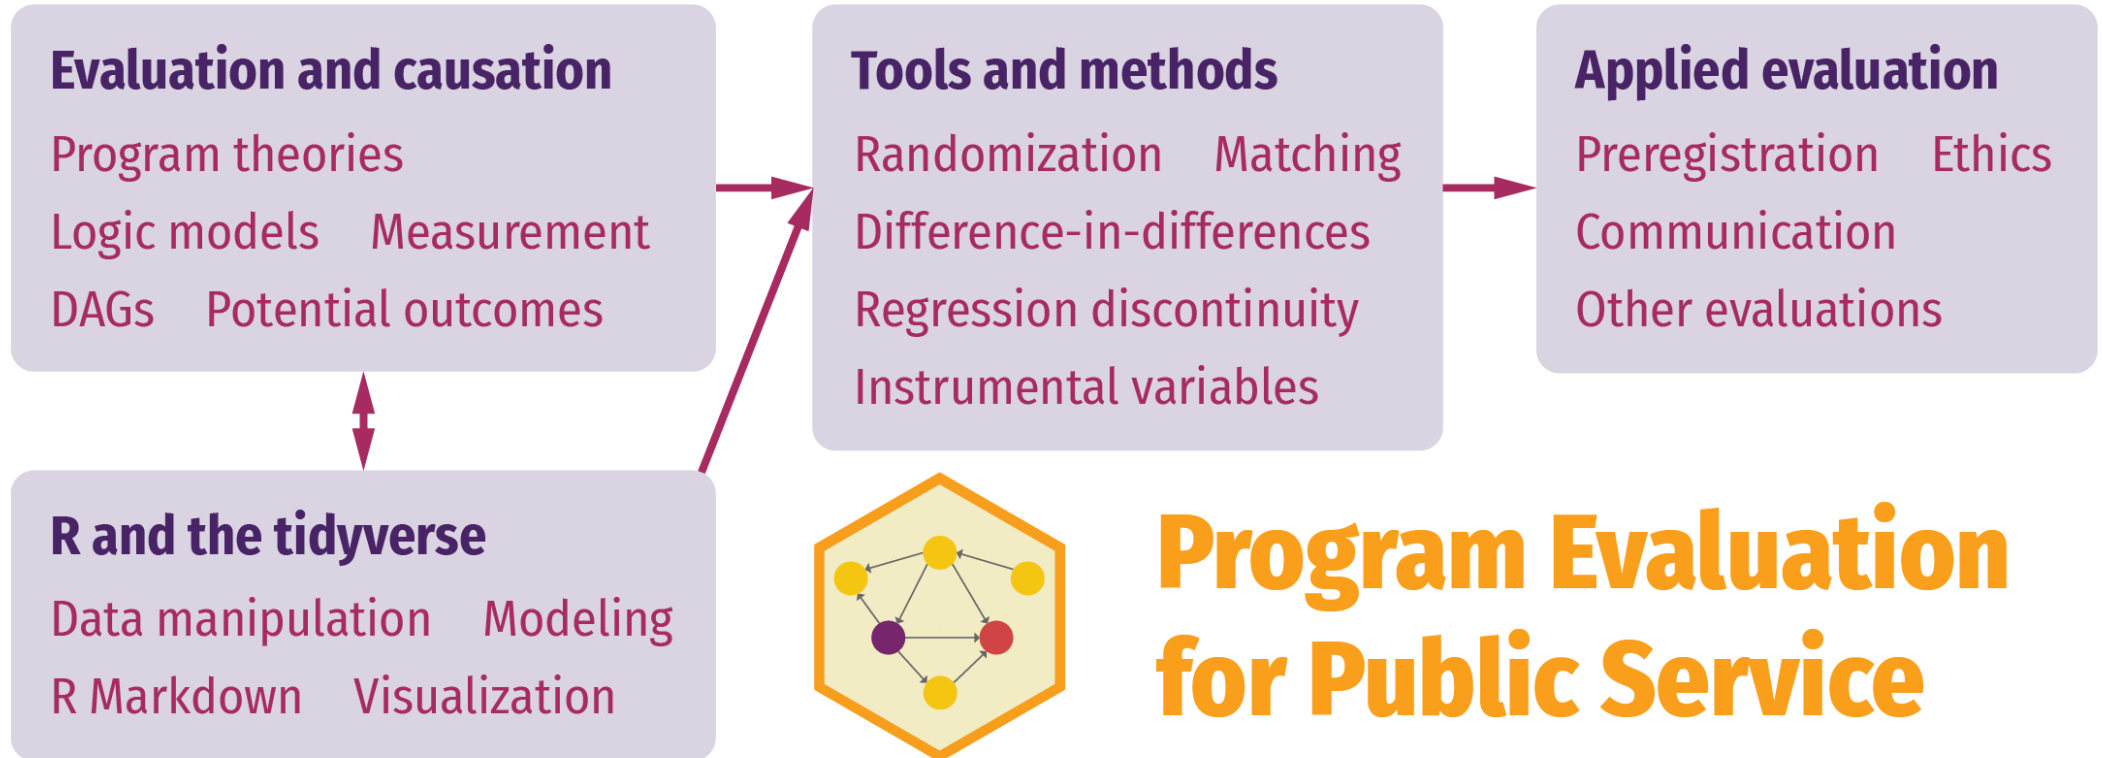 Evaluation and causation
Program theories
Logic models Measurement
DAGs Potential outcomes
R and the tidyverse
Data manipulation Modeling
R Markdown Visualization
Tools and methods
Randomization Matching
Difference-in-differences
Regression discontinuity
Instrumental variables
Applied evaluation
Preregistration Ethics
Communication
Other evaluations
Program Evaluation
for Public Service